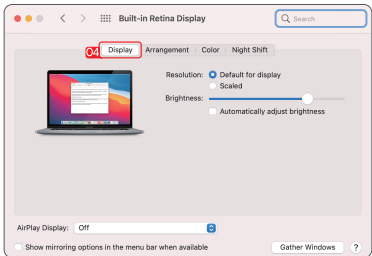 Built-in Retina Display
Search
04 Display Arrangement Color Night Shift
Resolution: Default for display
Scaled
Brightness:
Automatically adjust brightness
AirPlay Display: Off
Show mirroring options in the menu bar when available
Gather Windows ?